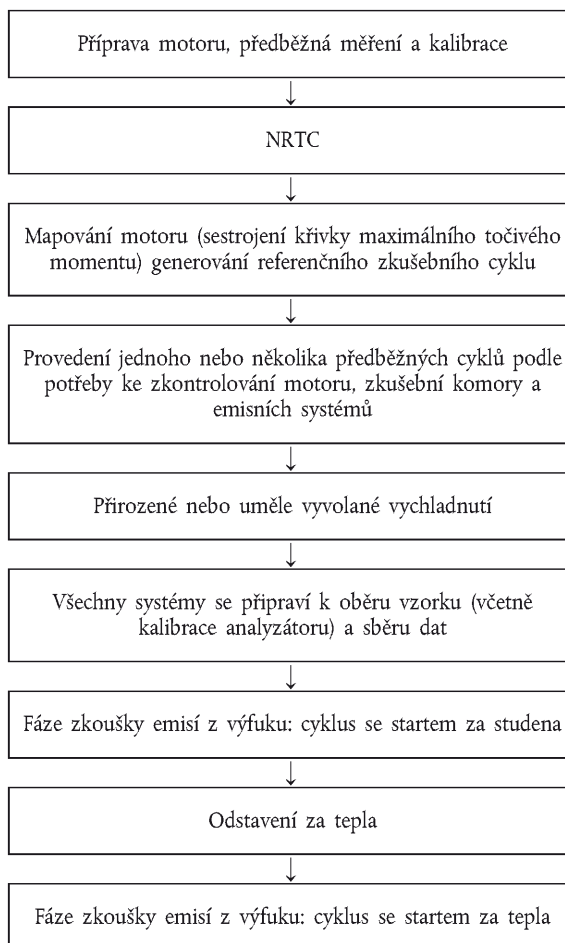 Příprava motoru, předběžná měření a kalibrace
↓
NRTC
↓
Mapování motoru (sestrojení křivky maximálního točivého
momentu) generování referenčního zkušebního cyklu
↓
Provedení jednoho nebo několika předběžných cyklů podle
potřeby ke zkontrolování motoru, zkušební komory a
emisních systémů
↓
Přirozené nebo uměle vyvolané vychladnutí
↓
Všechny systémy se připraví k oběru vzorku (včetně
kalibrace analyzátoru) a sběru dat
↓
Fáze zkoušky emisí z výfuku: cyklus se startem za studena
↓
Odstavení za tepla
↓
Fáze zkoušky emisí z výfuku: cyklus se startem za tepla